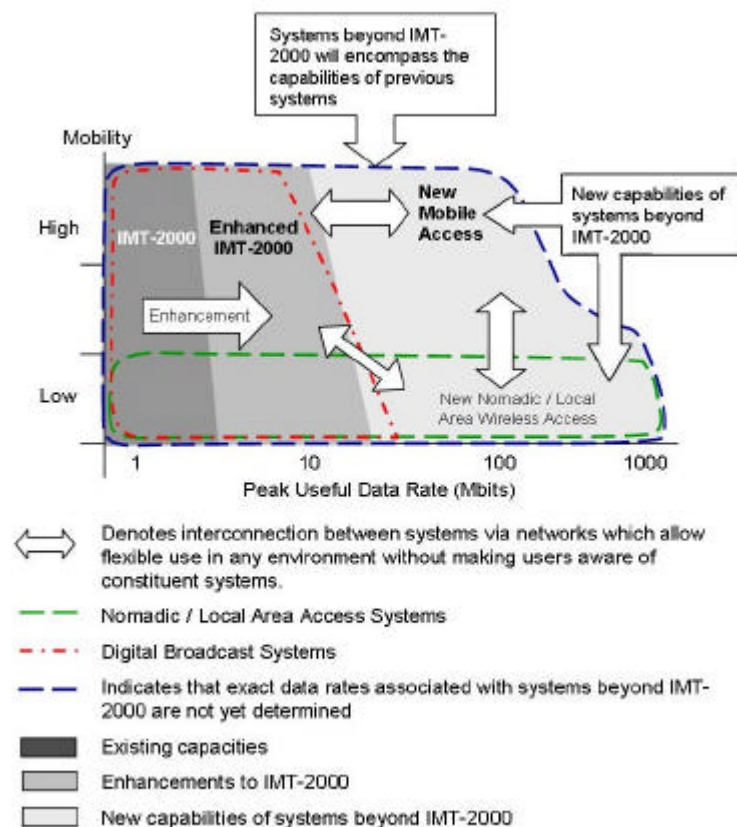 Systems beyond IMT-
2000 will encompass the
capabilities of previous
systems
Mobility
High
Low
IMT-2000
Enhanced
IMT-2000
New
Mobile
Access
New capabilities of
systems beyond
IMT-2000
Enhancement
New Nomadic / Local
Area Wireless Access
1
10
100
1000
Peak Useful Data Rate (Mbits)
Denotes interconnection between systems via networks which allow
flexible use in any environment without making users aware of
constituent systems.
Nomadic / Local Area Access Systems
Digital Broadcast Systems
Indicates that exact data rates associated with systems beyond IMT-
2000 are not yet determined
Existing capacities
Enhancements to IMT-2000
New capabilities of systems beyond IMT-2000